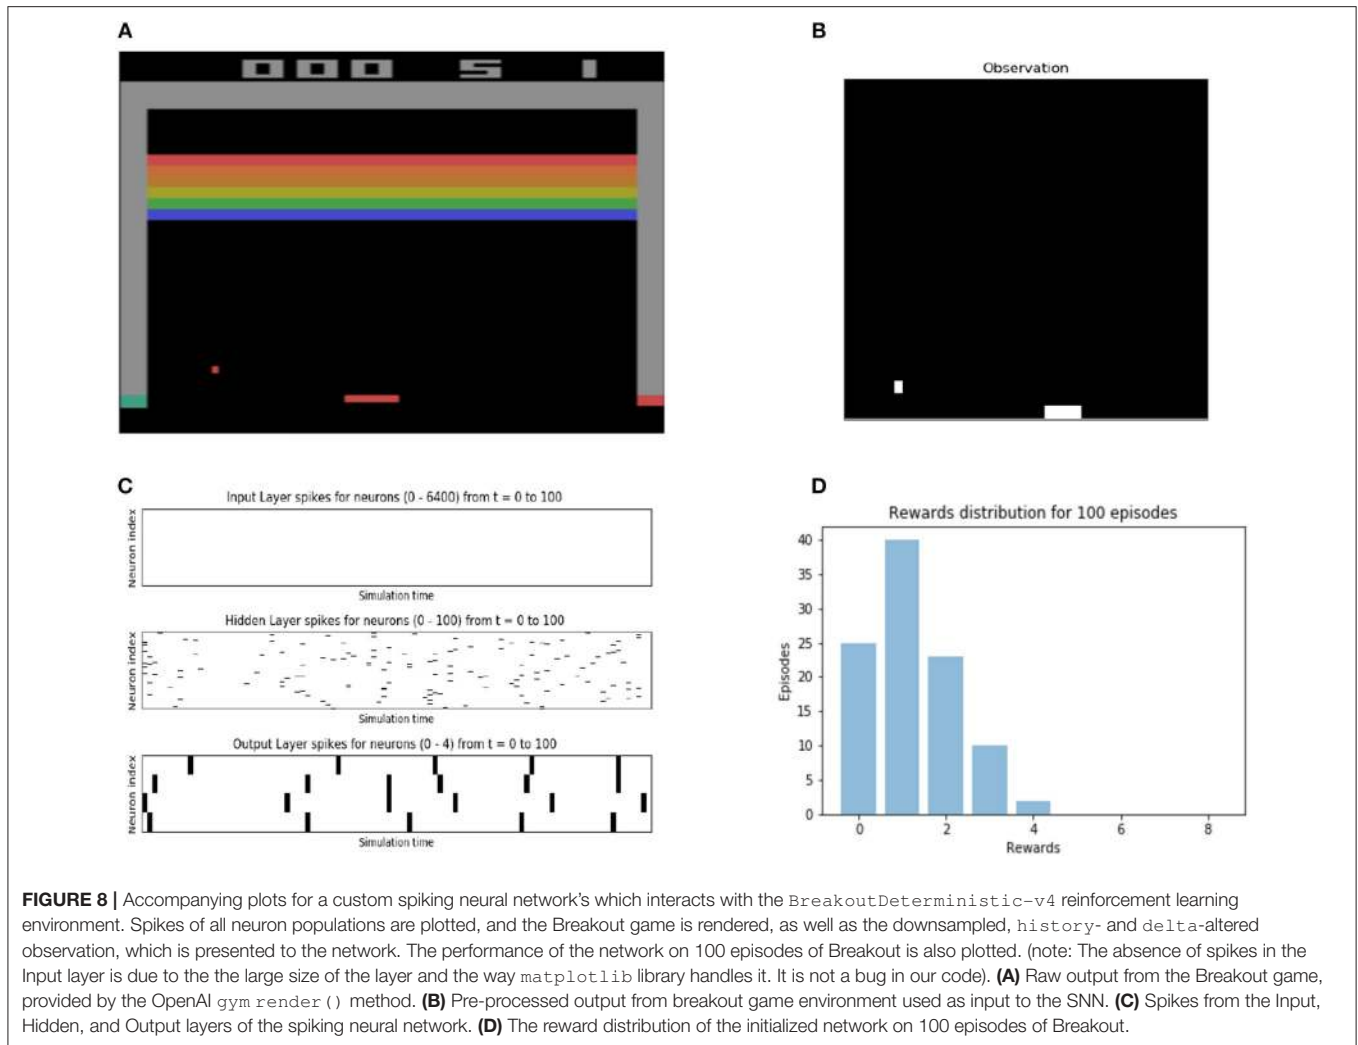 A
000 5 1
B
Observation
C
Input Layer spikes for neurons (0 - 6400) from t = 0 to 100
Neuron index
Simulation time
Hidden Layer spikes for neurons (0 - 100) from t = 0 to 100
Neuron index
Simulation time
Output Layer spikes for neurons (0 - 4) from t = 0 to 100
Neuron index
Simulation time
D
Rewards distribution for 100 episodes
Episodes
40
35
30
25
20
15
10
5
0
0 2 4 6 8
Rewards
FIGURE 8 | Accompanying plots for a custom spiking neural network's which interacts with the BreakoutDeterministic-v4 reinforcement learning
environment. Spikes of all neuron populations are plotted, and the Breakout game is rendered, as well as the downsampled, history- and delta-altered
observation, which is presented to the network. The performance of the network on 100 episodes of Breakout is also plotted. (note: The absence of spikes in the
Input layer is due to the the large size of the layer and the way matplotlib library handles it. It is not a bug in our code). (A) Raw output from the Breakout game,
provided by the OpenAI gym render() method. (B) Pre-processed output from breakout game environment used as input to the SNN. (C) Spikes from the Input,
Hidden, and Output layers of the spiking neural network. (D) The reward distribution of the initialized network on 100 episodes of Breakout.